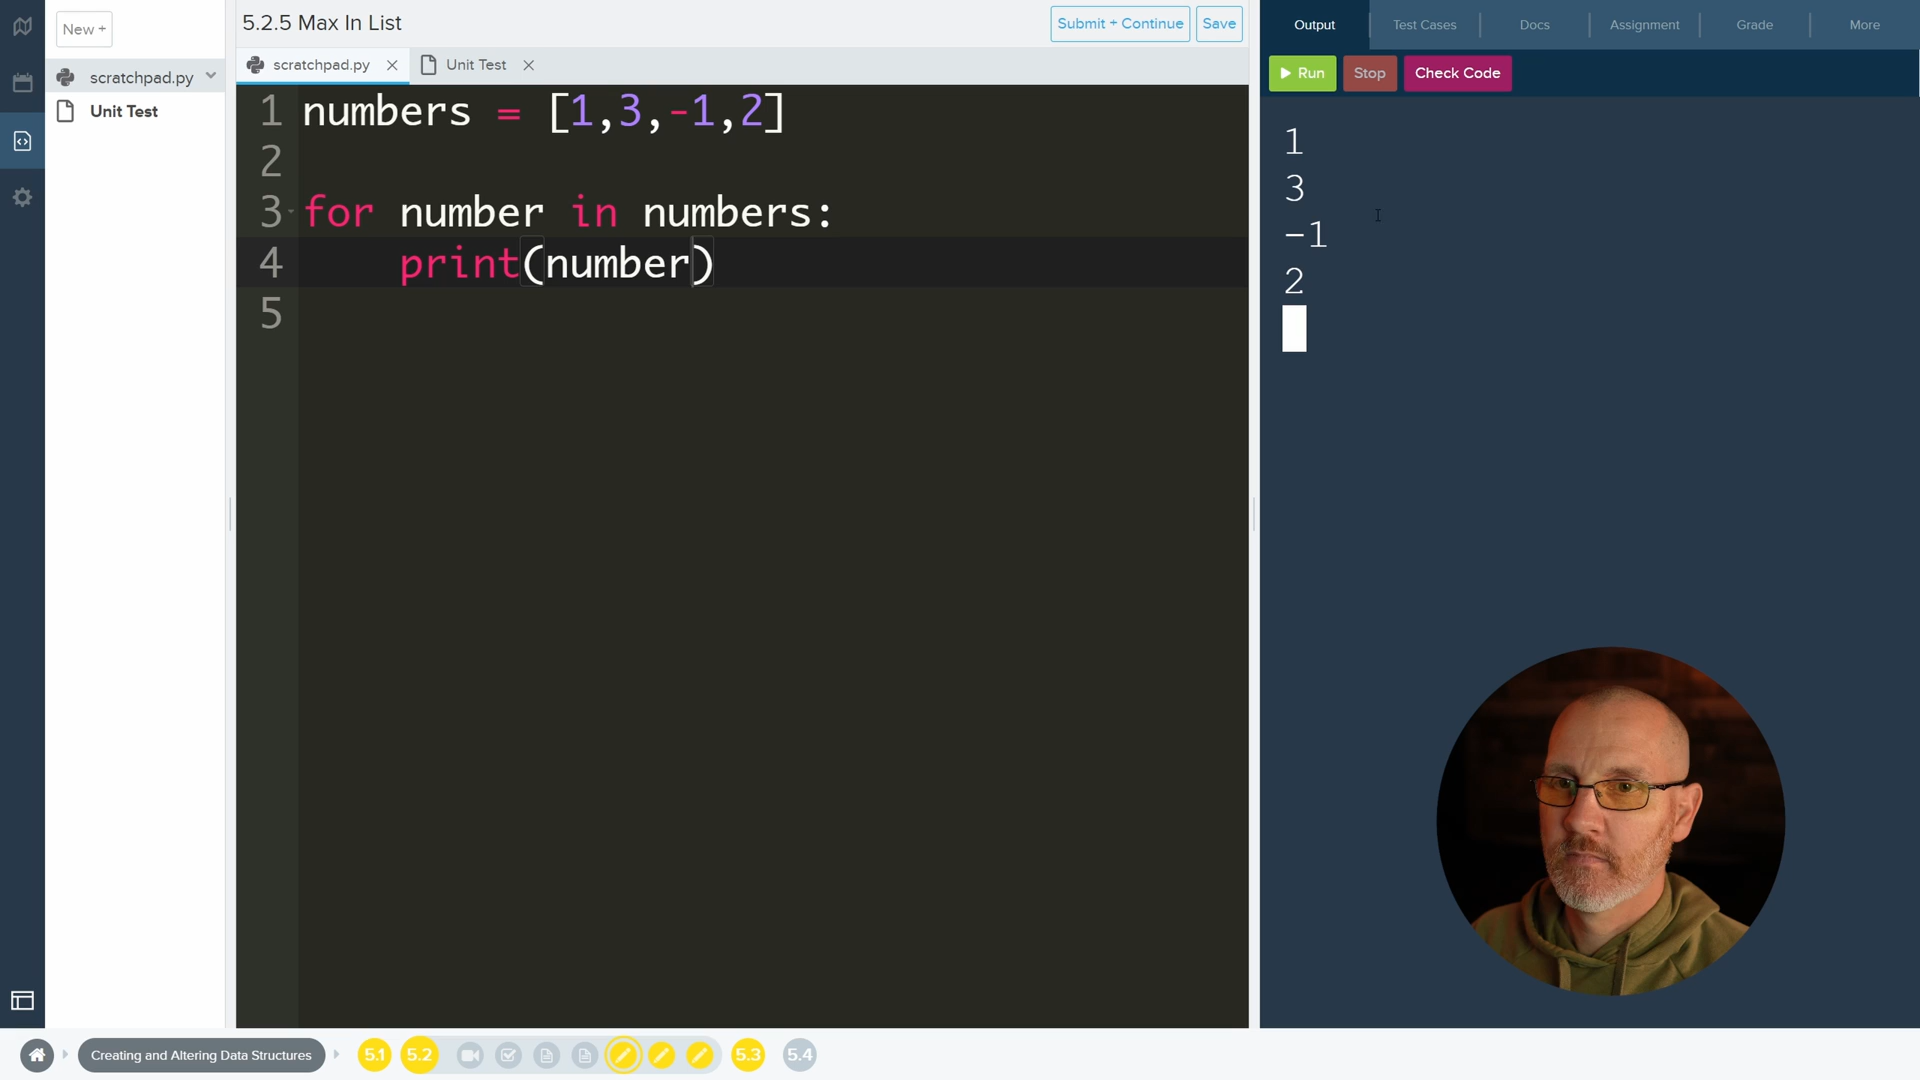 New +
scratchpad.py
Unit Test
5.2.5 Max In List
Submit + Continue
Save
scratchpad.py
Unit Test
1 numbers = [1,3,-1,2]
2
3 for number in numbers:
4 print(number)
5
Output
Test Cases
Docs
Assignment
Grade
More
Run
Stop
Check Code
1
3
-1
2
Creating and Altering Data Structures
5.1
5.2
5.3
5.4